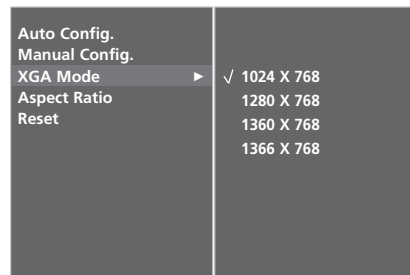 Auto Config.
Manual Config.
XGA Mode ►
Aspect Ratio
Reset
√ 1024 X 768
1280 X 768
1360 X 768
1366 X 768